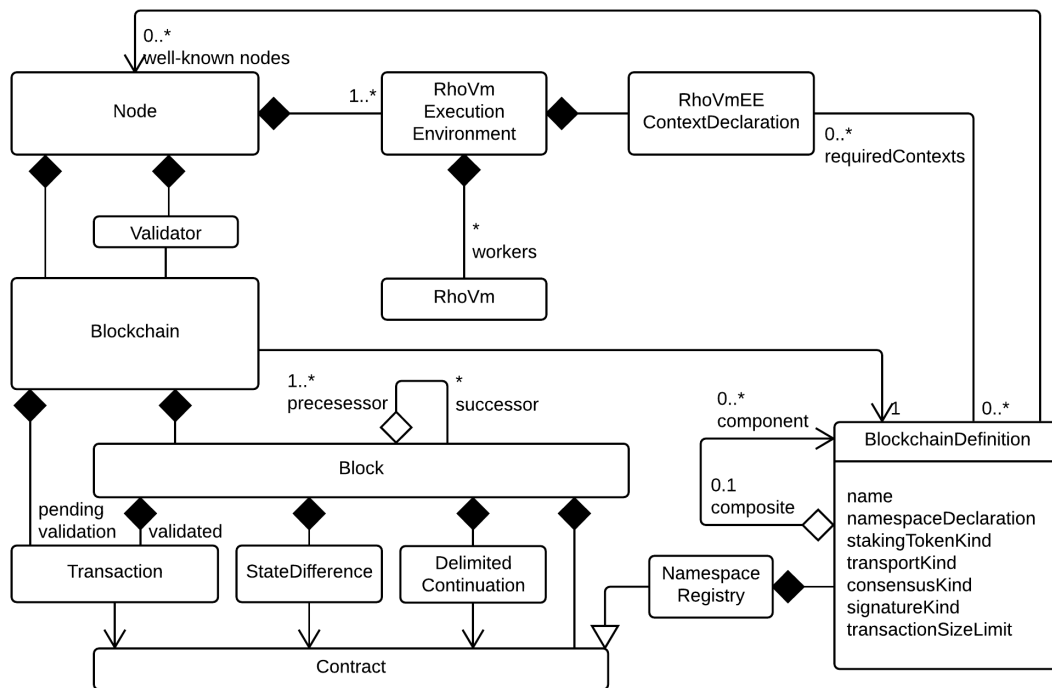 0..*
well-known nodes
Node
1..*
RhoVm
Execution
Environment
RhoVmEE
ContextDeclaration
0..*
requiredContexts
Validator
*
workers
RhoVm
Blockchain
1..*
precesessor
*
successor
0..*
component
1
0..*
BlockchainDefinition
Block
0.1
composite
name
namespaceDeclaration
stakingTokenKind
transportKind
consensusKind
signatureKind
transactionSizeLimit
pending
validation
validated
Transaction
StateDifference
Delimited
Continuation
Namespace
Registry
Contract